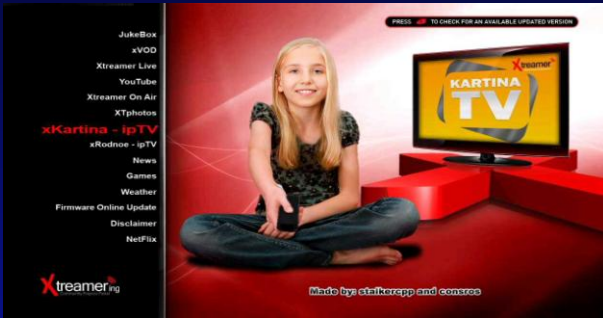 PRESS TO CHECK FOR AN AVAILABLE UPDATED VERSION
JukeBox
xVOD
Xtreamer Live
YouTube
Xtreamer On Air
XTphotos
xKartina - ipTV
xRodnoe - ipTV
News
Games
Weather
Firmware Online Update
Disclaimer
NetFlix
Xtreamer
KARTINA
TV
Xtreamering
Made by: stalkercpp and consros